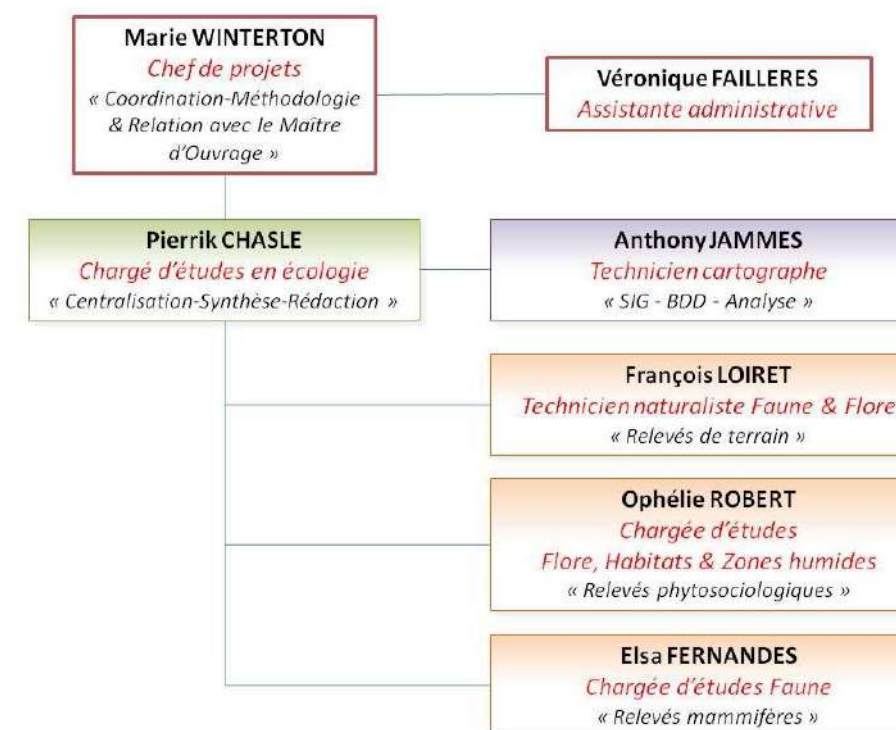 Marie WINTERTON
Chef de projets
« Coordination-Méthodologie
& Relation avec le Maître
d'Ouvrage »
Véronique FAILLERES
Assistante administrative
Pierrik CHASLE
Chargé d'études en écologie
« Centralisation-Synthèse-Rédaction »
Anthony JAMMES
Technicien cartographe
« SIG - BDD - Analyse »
François LOIRET
Technicien naturaliste Faune & Flore
« Relevés de terrain »
Ophélie ROBERT
Chargée d'études
Flore, Habitats & Zones humides
« Relevés phytosociologiques »
Elsa FERNANDES
Chargée d'études Faune
« Relevés mammifères »